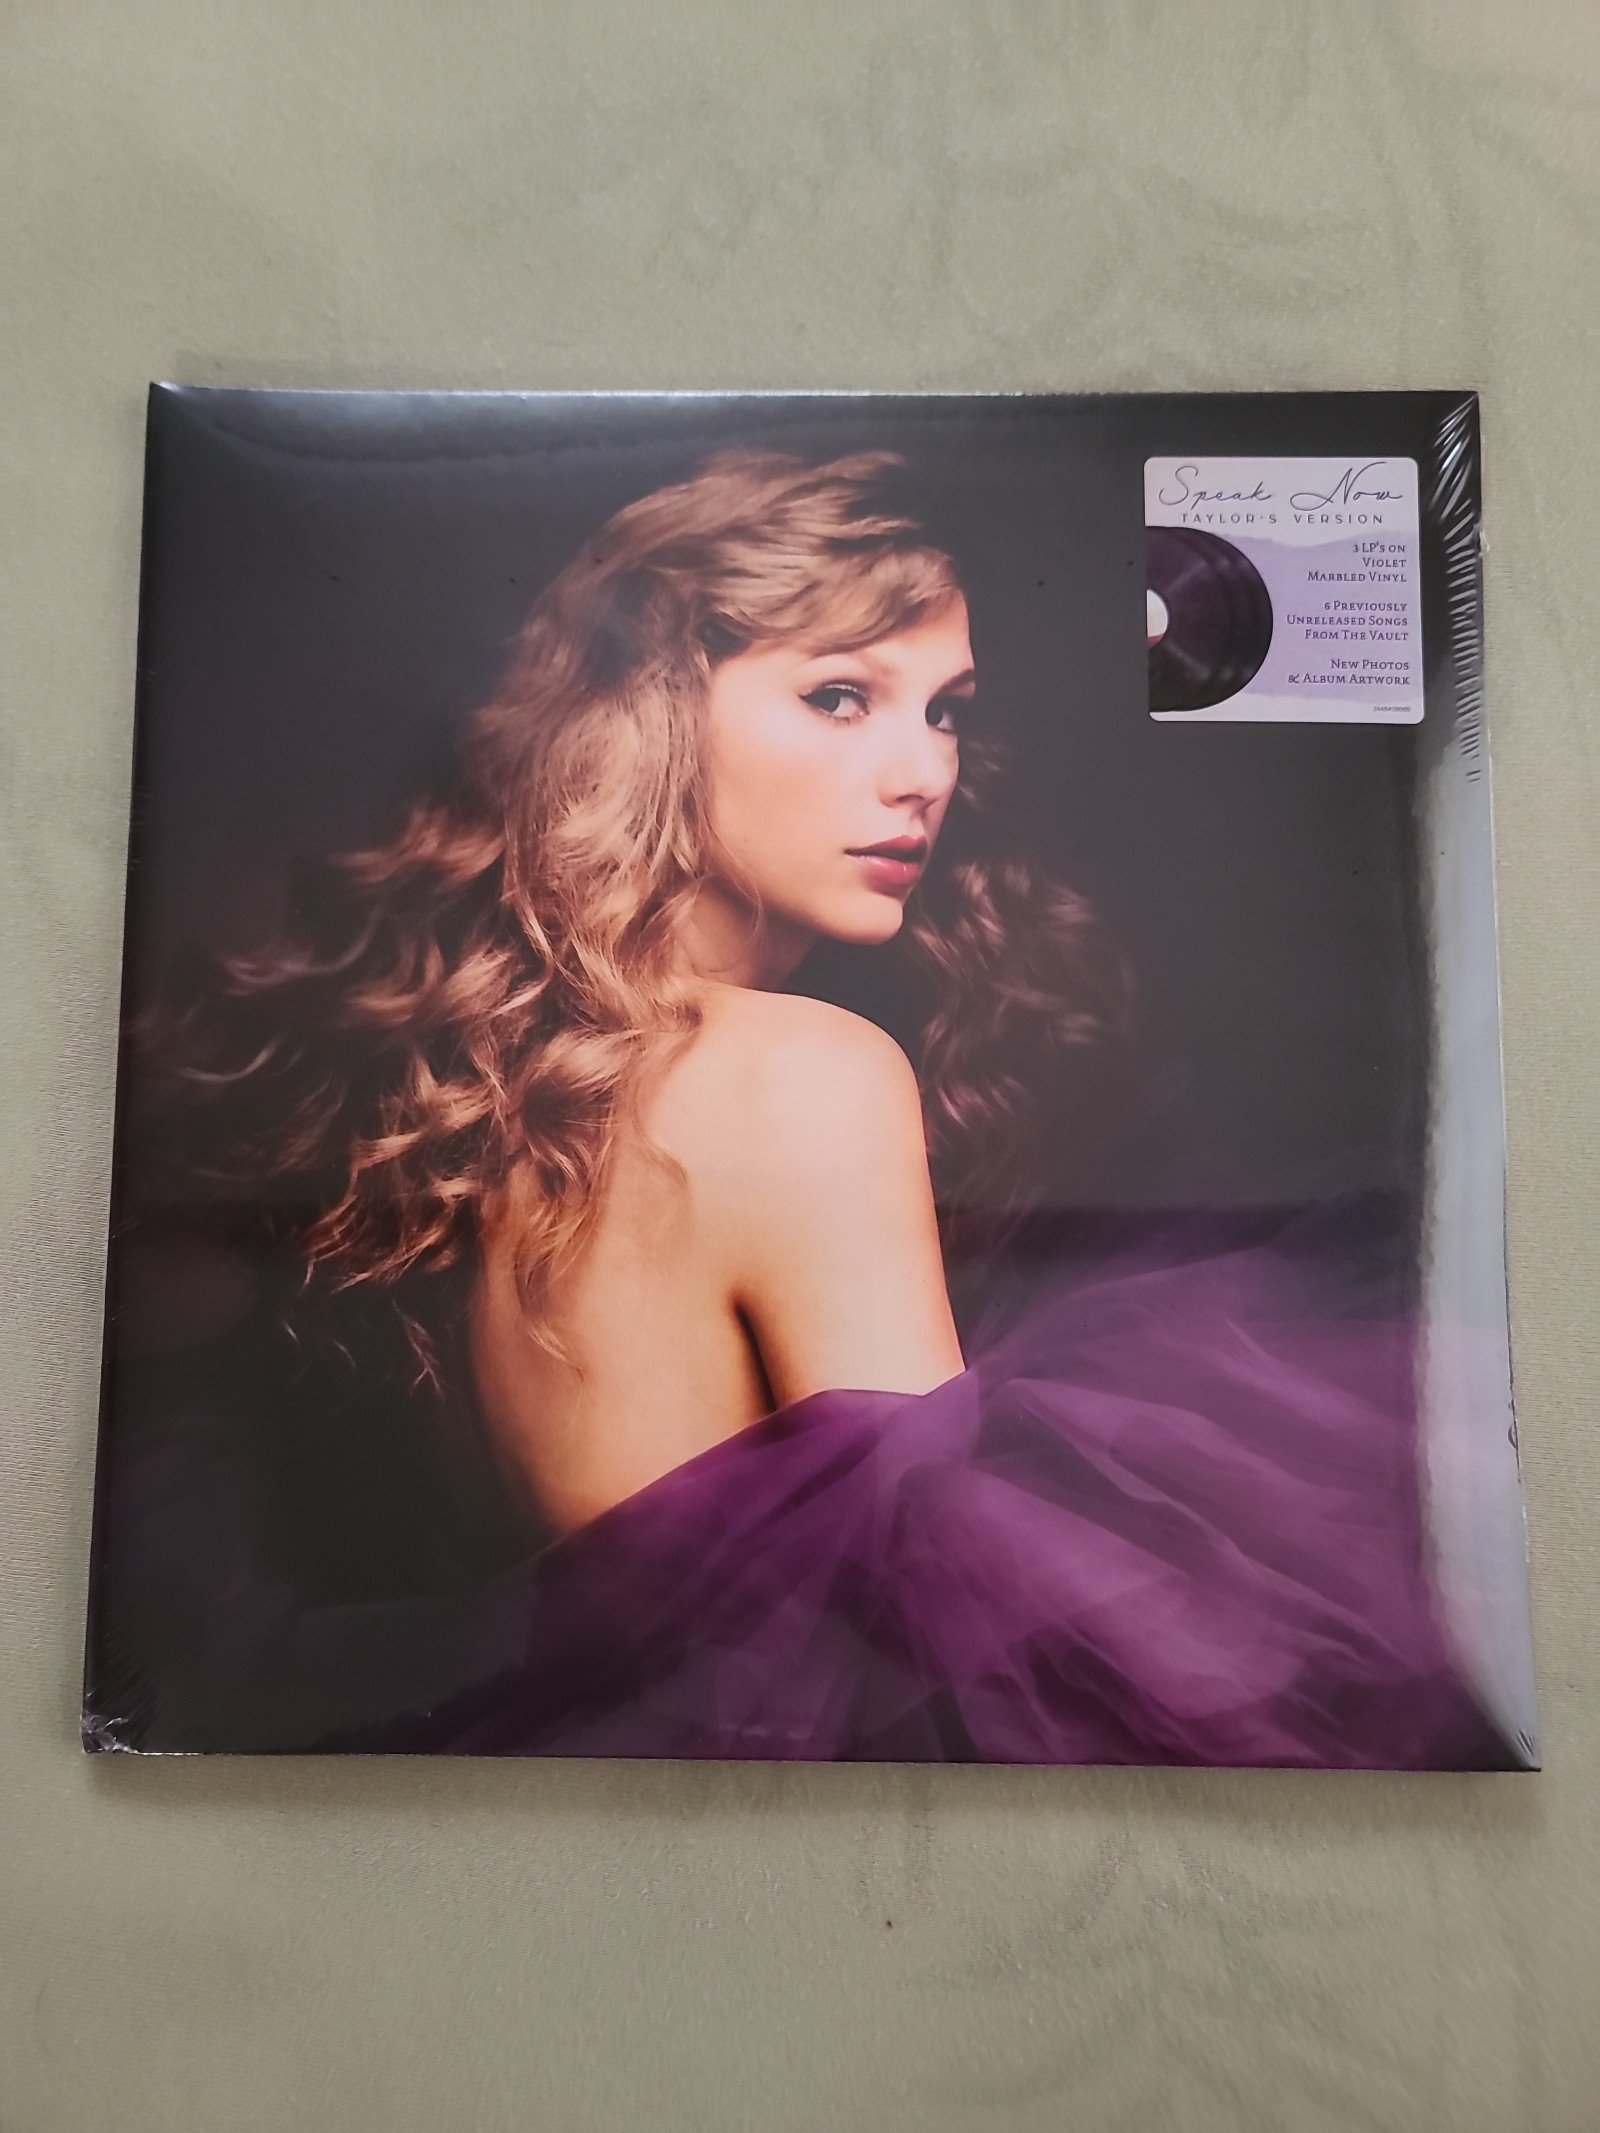 Speak Now
TAYLOR'S VERSION
3 LP's on
Violet
Marbled Vinyl
6 Previously
Unreleased Songs
From The Vault
New Photos
& Album Artwork